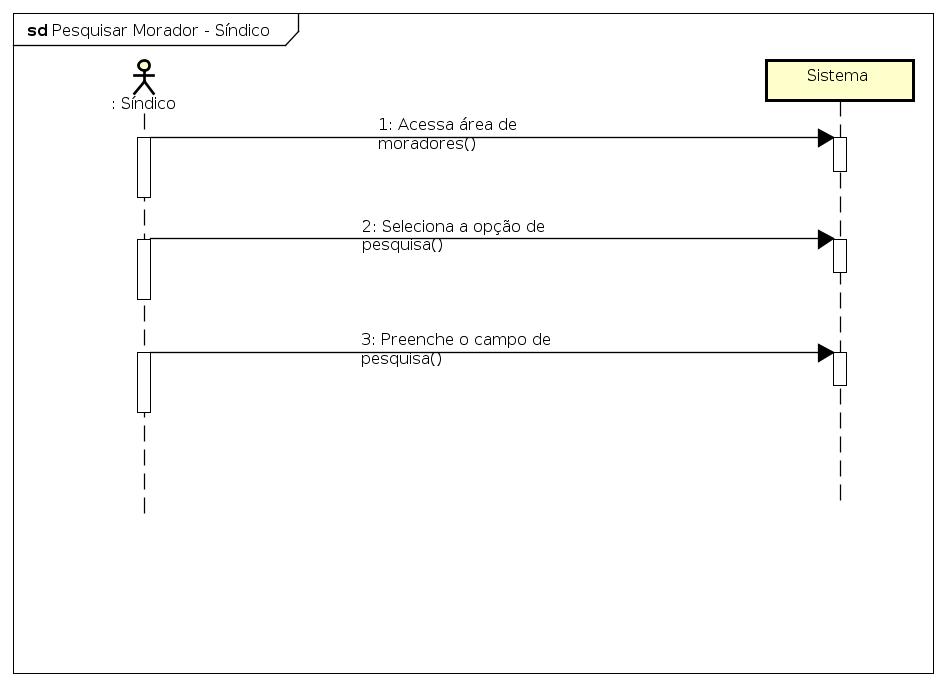 sd Pesquisar Morador - Síndico
: Síndico
Sistema
1: Acessa área de
moradores()
2: Seleciona a opção de
pesquisa()
3: Preenche o campo de
pesquisa()